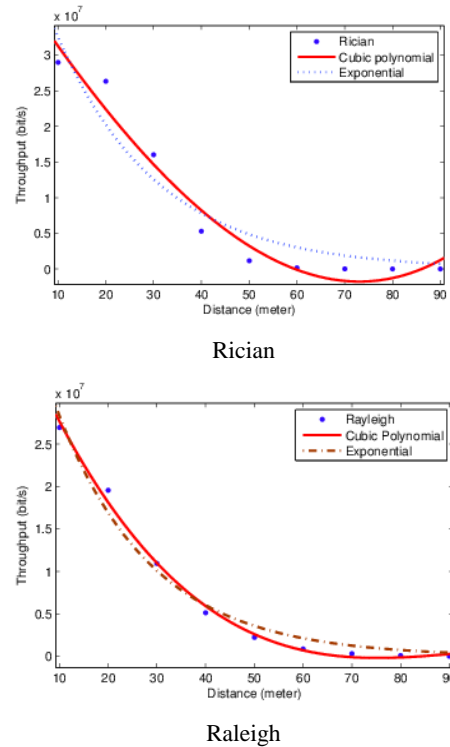 x 10^7
Rician
Cubic polynomial
Exponential
3
2.5
2
1.5
1
0.5
0
Throughput (bit/s)
10 20 30 40 50 60 70 80 90
Distance (meter)
Rician
x 10^7
Rayleigh
Cubic Polynomial
Exponential
2.5
2
1.5
1
0.5
0
Throughput (bit/s)
10 20 30 40 50 60 70 80 90
Distance (meter)
Raleigh